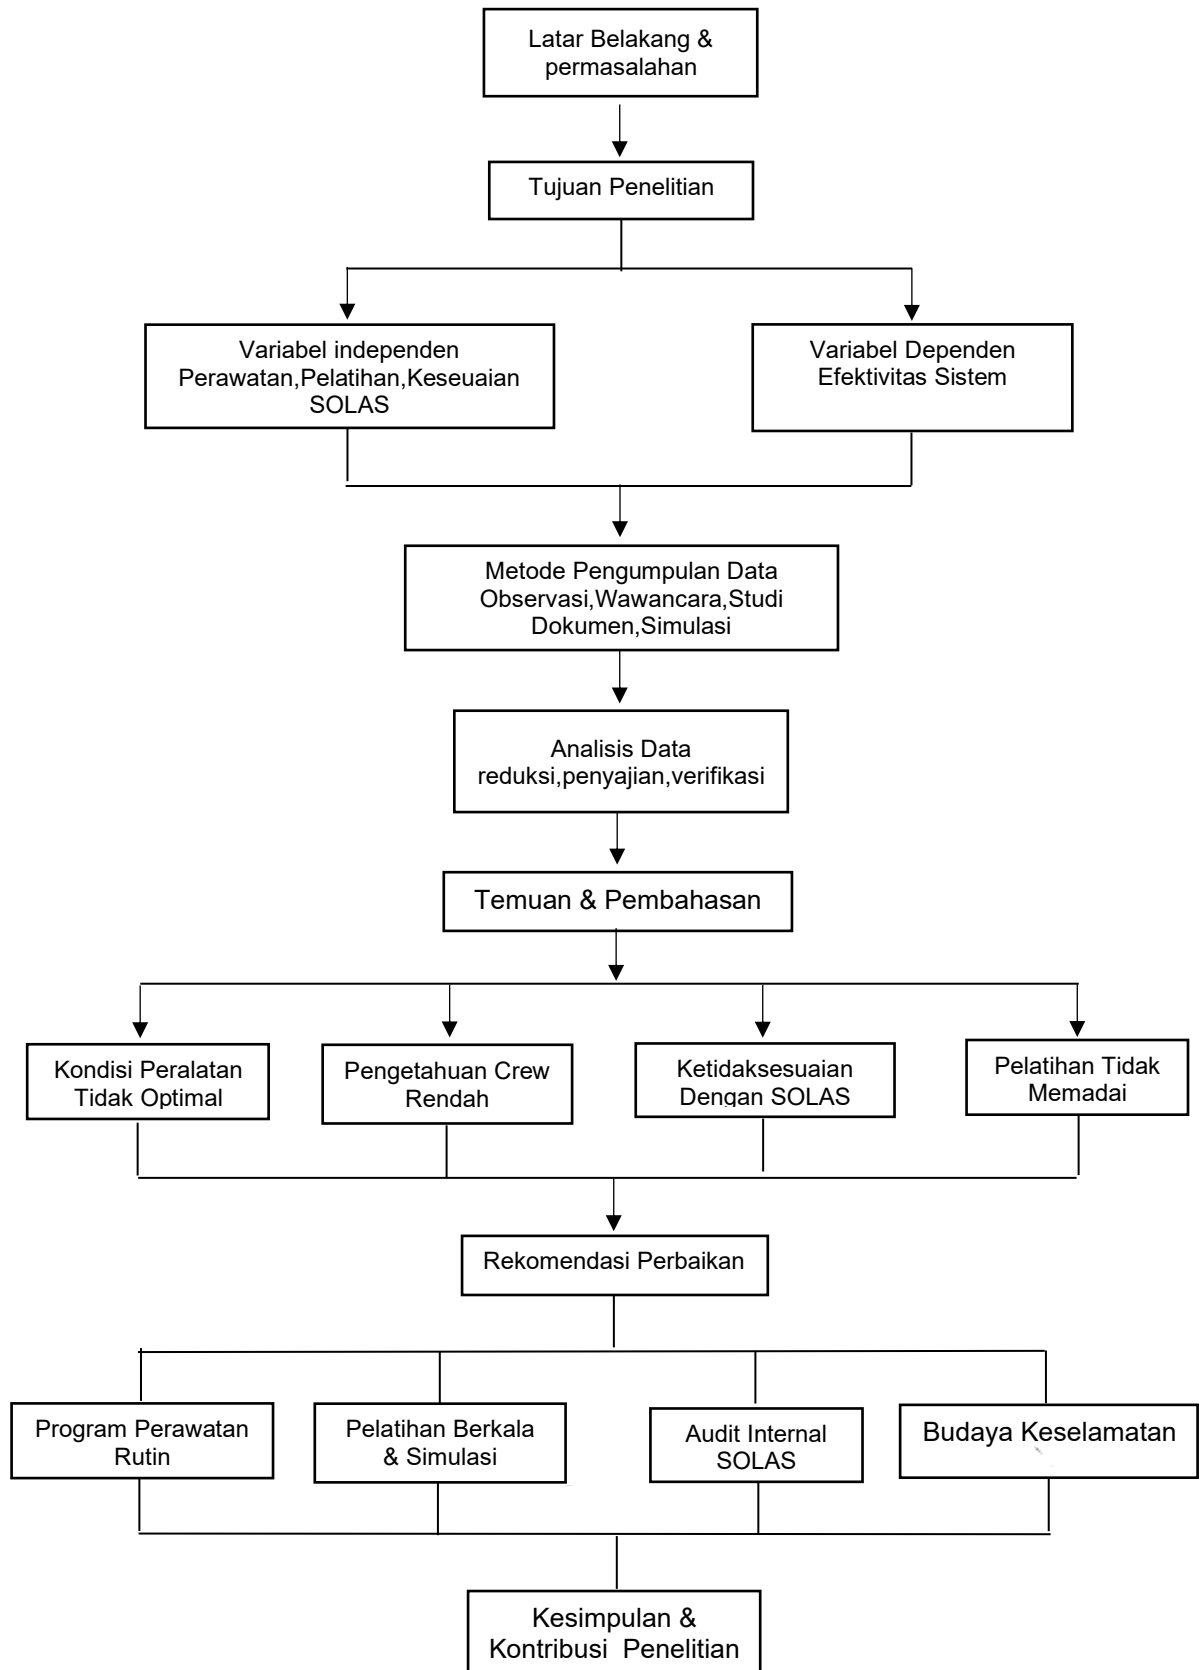 Latar Belakang &
permasalahan
Tujuan Penelitian
Variabel independen
Perawatan,Pelatihan,Keseuaian
SOLAS
Variabel Dependen
Efektivitas Sistem
Metode Pengumpulan Data
Observasi,Wawancara,Studi
Dokumen,Simulasi
Analisis Data
reduksi,penyajian,verifikasi
Temuan & Pembahasan
Kondisi Peralatan
Tidak Optimal
Pengetahuan Crew
Rendah
Ketidaksesuaian
Dengan SOLAS
Pelatihan Tidak
Memadai
Rekomendasi Perbaikan
Program Perawatan
Rutin
Pelatihan Berkala
& Simulasi
Audit Internal
SOLAS
Budaya Keselamatan
Kesimpulan &
Kontribusi Penelitian